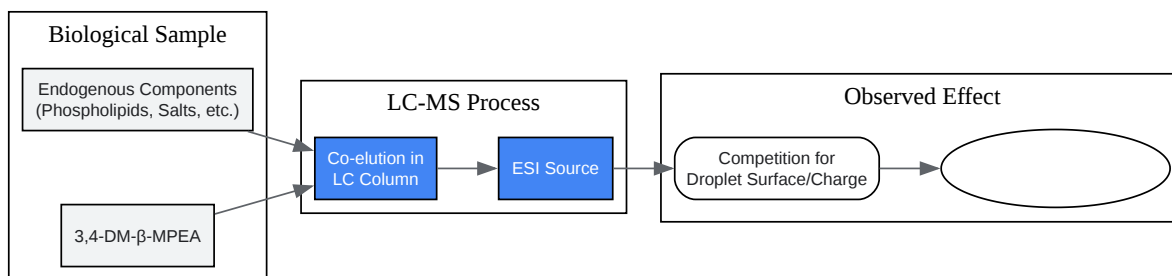 Biological Sample
Endogenous Components
(Phospholipids, Salts, etc.)
3,4-DM-β-MPEA
LC-MS Process
Co-elution in
LC Column
ESI Source
Observed Effect
Competition for
Droplet Surface/Charge